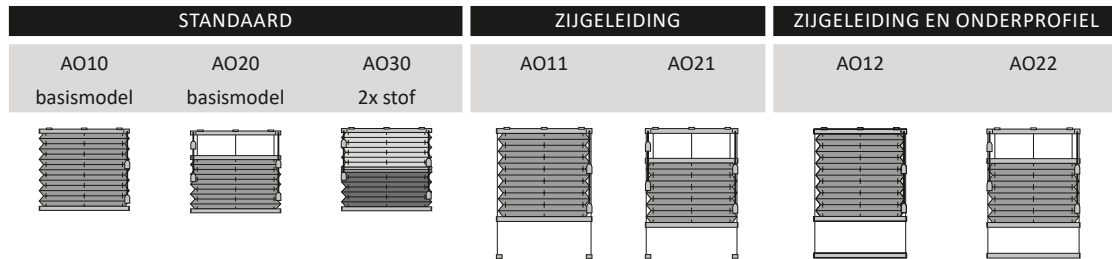 STANDAARD
ZIJGELEIDING
ZIJGELEIDING EN ONDERPROFIEL
AO10
AO20
AO30
AO11
AO21
AO12
AO22
basismodel
basismodel
2x stof